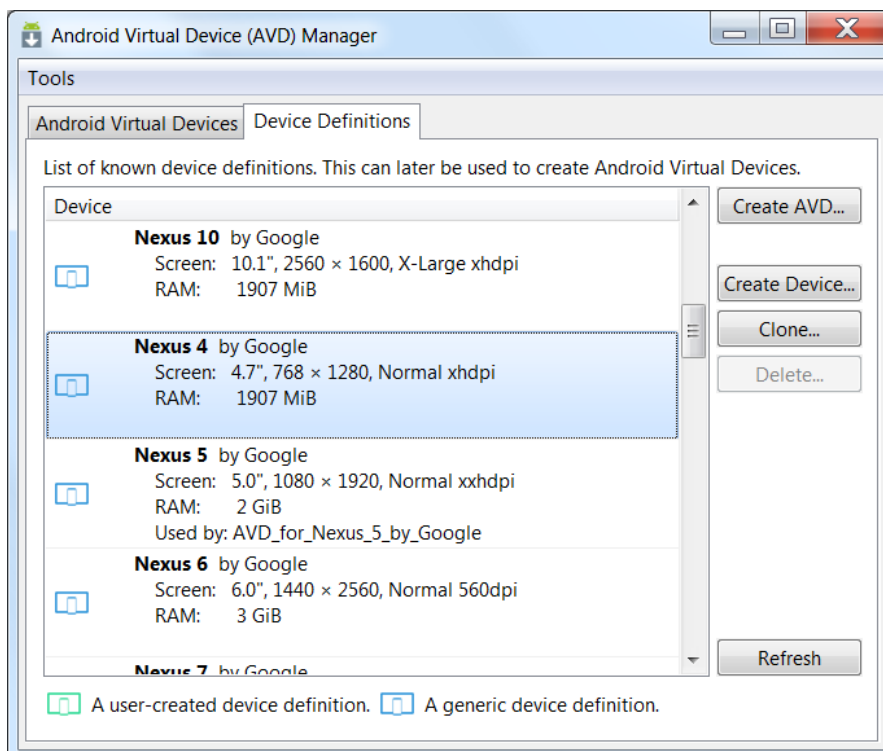 Android Virtual Device (AVD) Manager
Tools
Android Virtual Devices
Device Definitions
List of known device definitions. This can later be used to create Android Virtual Devices.
Device
Create AVD...
Nexus 10 by Google
Screen: 10.1", 2560 × 1600, X-Large xhdpi
RAM: 1907 MiB
Create Device...
Clone...
Nexus 4 by Google
Screen: 4.7", 768 × 1280, Normal xhdpi
RAM: 1907 MiB
Delete...
Nexus 5 by Google
Screen: 5.0", 1080 × 1920, Normal xxhdpi
RAM: 2 GiB
Used by: AVD_for_Nexus_5_by_Google
Nexus 6 by Google
Screen: 6.0", 1440 × 2560, Normal 560dpi
RAM: 3 GiB
Nexus 7 by Google
Refresh
A user-created device definition.
A generic device definition.